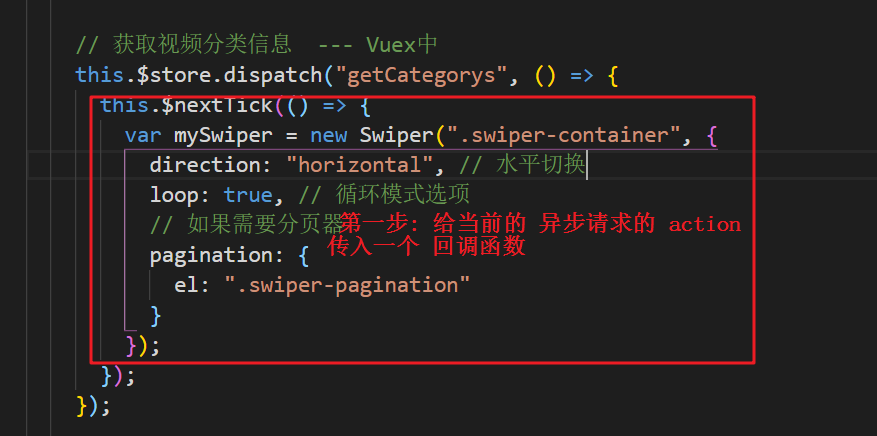 // 获取视频分类信息  --- Vuex中
this.$store.dispatch("getCategorys", () => {
this.$nextTick(() => {
var mySwiper = new Swiper(".swiper-container", {
direction: "horizontal", // 水平切换
loop: true, // 循环模式选项
// 如果需要分页器
第一步: 给当前的 异步请求的 action
传入一个 回调函数
pagination: {
el: ".swiper-pagination"
}
});
});
});